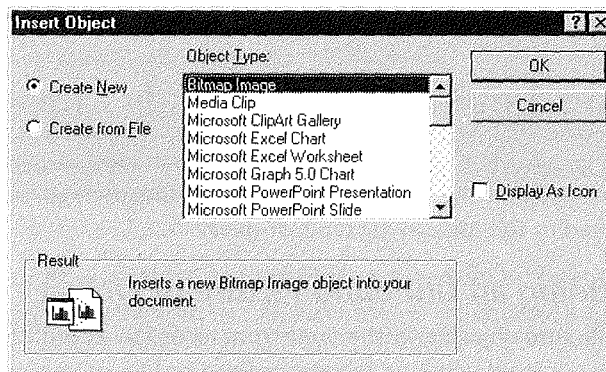 Insert Object
Object Type:
Create New
Create from File
Bitmap Image
Media Clip
Microsoft ClipArt Gallery
Microsoft Excel Chart
Microsoft Excel Worksheet
Microsoft Graph 5.0 Chart
Microsoft PowerPoint Presentation
Microsoft PowerPoint Slide
OK
Cancel
Display As Icon
Result
Inserts a new Bitmap Image object into your
document.